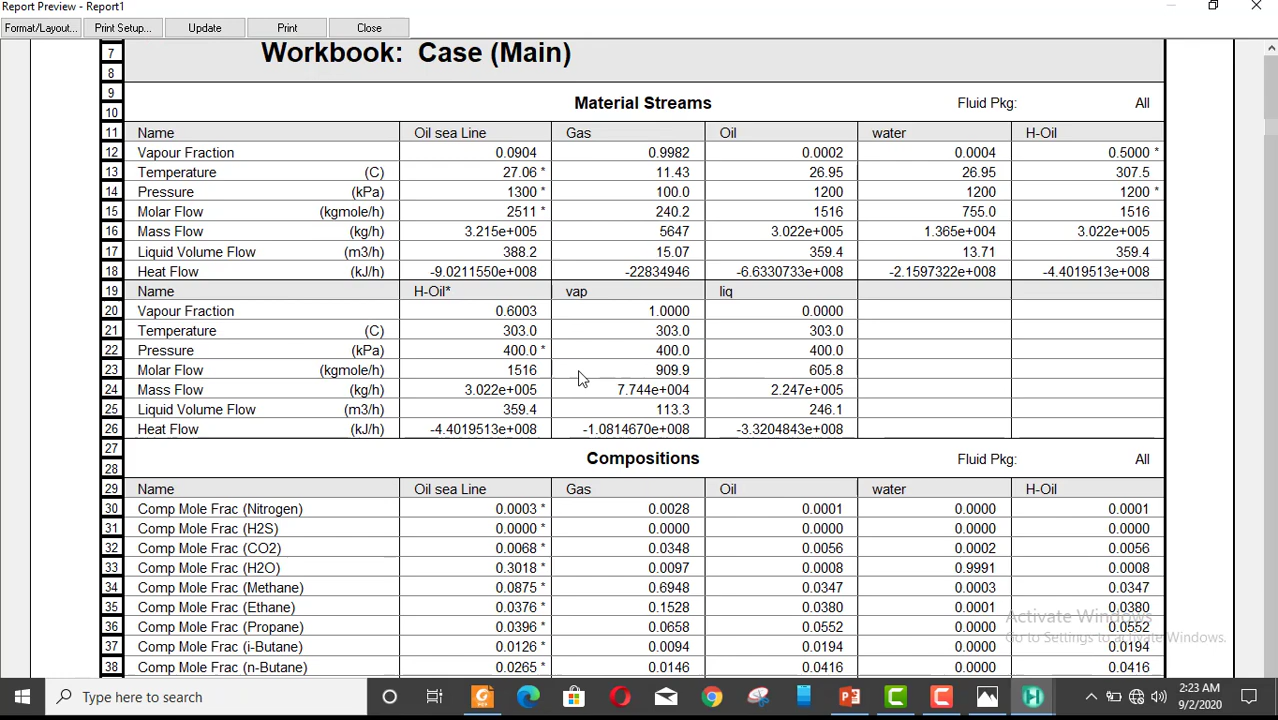 Report Preview - Report1
Format/Layout... Print Setup... Update Print Close
7 Workbook: Case (Main)
8
9 Material Streams Fluid Pkg: All
10
11 Name Oil sea Line Gas Oil water H-Oil
12 Vapour Fraction 0.0904 0.9982 0.0002 0.0004 0.5000 *
13 Temperature (C) 27.06 * 11.43 26.95 26.95 307.5
14 Pressure (kPa) 1300 * 100.0 1200 1200 1200 *
15 Molar Flow (kgmole/h) 2511 * 240.2 1516 755.0 1516
16 Mass Flow (kg/h) 3.215e+005 5647 3.022e+005 1.365e+004 3.022e+005
17 Liquid Volume Flow (m3/h) 388.2 15.07 359.4 13.71 359.4
18 Heat Flow (kJ/h) -9.0211550e+008 -22834946 -6.6330733e+008 -2.1597322e+008 -4.4019513e+008
19 Name H-Oil* vap liq
20 Vapour Fraction 0.6003 1.0000 0.0000
21 Temperature (C) 303.0 303.0 303.0
22 Pressure (kPa) 400.0 * 400.0 400.0
23 Molar Flow (kgmole/h) 1516 909.9 605.8
24 Mass Flow (kg/h) 3.022e+005 7.744e+004 2.247e+005
25 Liquid Volume Flow (m3/h) 359.4 113.3 246.1
26 Heat Flow (kJ/h) -4.4019513e+008 -1.0814670e+008 -3.3204843e+008
27 Compositions Fluid Pkg: All
28
29 Name Oil sea Line Gas Oil water H-Oil
30 Comp Mole Frac (Nitrogen) 0.0003 * 0.0028 0.0001 0.0000 0.0001
31 Comp Mole Frac (H2S) 0.0000 * 0.0000 0.0000 0.0000 0.0000
32 Comp Mole Frac (CO2) 0.0068 * 0.0348 0.0056 0.0002 0.0056
33 Comp Mole Frac (H2O) 0.3018 * 0.0097 0.0008 0.9991 0.0008
34 Comp Mole Frac (Methane) 0.0875 * 0.6948 0.0347 0.0003 0.0347
35 Comp Mole Frac (Ethane) 0.0376 * 0.1528 0.0380 0.0001 0.0380
36 Comp Mole Frac (Propane) 0.0396 * 0.0658 0.0552 0.0000 0.0552
37 Comp Mole Frac (i-Butane) 0.0126 * 0.0094 0.0194 0.0000 0.0194
38 Comp Mole Frac (n-Butane) 0.0265 * 0.0146 0.0416 0.0000 0.0416
Activate Windows
Go to Settings to activate Windows.
Type here to search
2:23 AM
9/2/2020